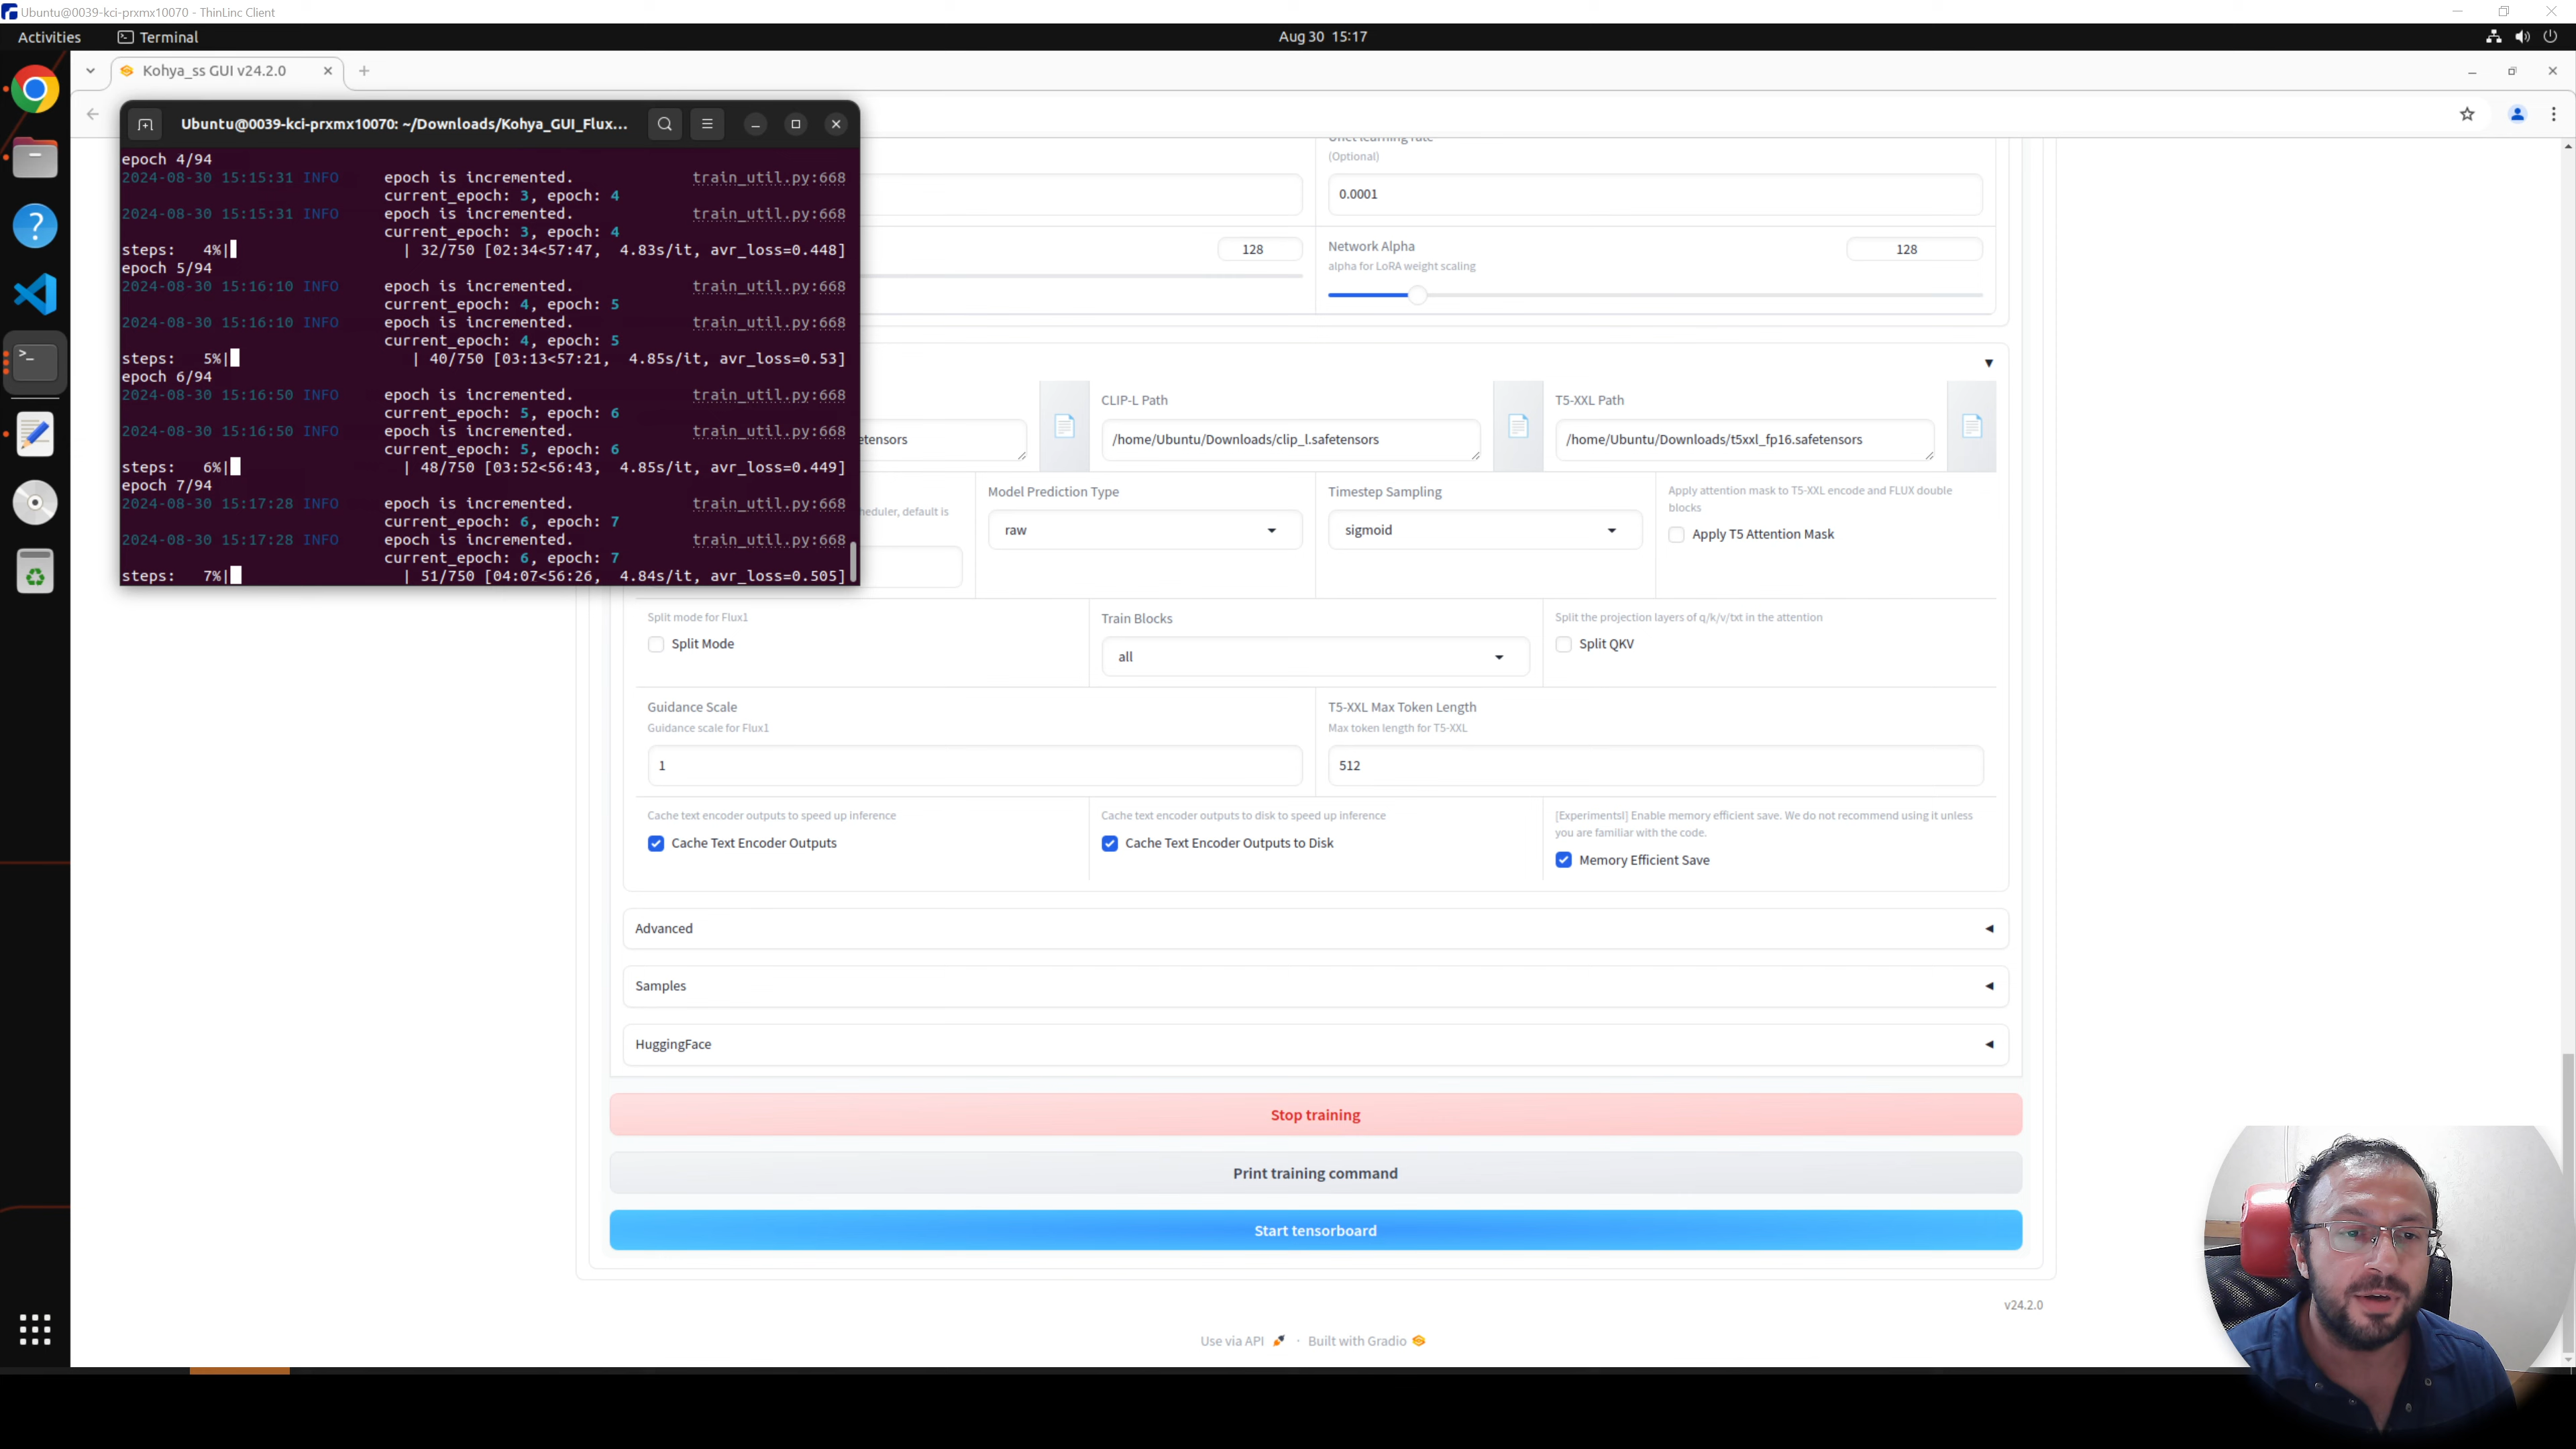 Ubuntu@0039-kci-prxmx10070 - ThinLinc Client
Activities
Terminal
Aug 30 15:17
Kohya_ss GUI v24.2.0
Ubuntu@0039-kci-prxmx10070: ~/Downloads/Kohya_GUI_Flux...
epoch 4/94
2024-08-30 15:15:31 INFO epoch is incremented. train_util.py:668
current_epoch: 3, epoch: 4
2024-08-30 15:15:31 INFO epoch is incremented. train_util.py:668
current_epoch: 3, epoch: 4
steps: 4%| | 32/750 [02:34<57:47, 4.83s/it, avr_loss=0.448]
epoch 5/94
2024-08-30 15:16:10 INFO epoch is incremented. train_util.py:668
current_epoch: 4, epoch: 5
2024-08-30 15:16:10 INFO epoch is incremented. train_util.py:668
current_epoch: 4, epoch: 5
steps: 5%| | 40/750 [03:13<57:21, 4.85s/it, avr_loss=0.53]
epoch 6/94
2024-08-30 15:16:50 INFO epoch is incremented. train_util.py:668
current_epoch: 5, epoch: 6
2024-08-30 15:16:50 INFO epoch is incremented. train_util.py:668
current_epoch: 5, epoch: 6
steps: 6%| | 48/750 [03:52<56:43, 4.85s/it, avr_loss=0.449]
epoch 7/94
2024-08-30 15:17:28 INFO epoch is incremented. train_util.py:668
current_epoch: 6, epoch: 7
2024-08-30 15:17:28 INFO epoch is incremented. train_util.py:668
current_epoch: 6, epoch: 7
steps: 7%| | 51/750 [04:07<56:26, 4.84s/it, avr_loss=0.505]
Unet learning rate
(Optional)
0.0001
128
Network Alpha
alpha for LoRA weight scaling
128
CLIP-L Path
T5-XXL Path
etensors
/home/Ubuntu/Downloads/clip_l.safetensors
/home/Ubuntu/Downloads/t5xxl_fp16.safetensors
heduler, default is
Model Prediction Type
raw
Timestep Sampling
sigmoid
Apply attention mask to T5-XXL encode and FLUX double
blocks
Apply T5 Attention Mask
Split mode for Flux1
Split Mode
Train Blocks
all
Split the projection layers of q/k/v/txt in the attention
Split QKV
Guidance Scale
Guidance scale for Flux1
1
T5-XXL Max Token Length
Max token length for T5-XXL
512
Cache text encoder outputs to speed up inference
Cache Text Encoder Outputs
Cache text encoder outputs to disk to speed up inference
Cache Text Encoder Outputs to Disk
[Experimentsl] Enable memory efficient save. We do not recommend using it unless
you are familiar with the code.
Memory Efficient Save
Advanced
Samples
HuggingFace
Stop training
Print training command
Start tensorboard
v24.2.0
Use via API · Built with Gradio